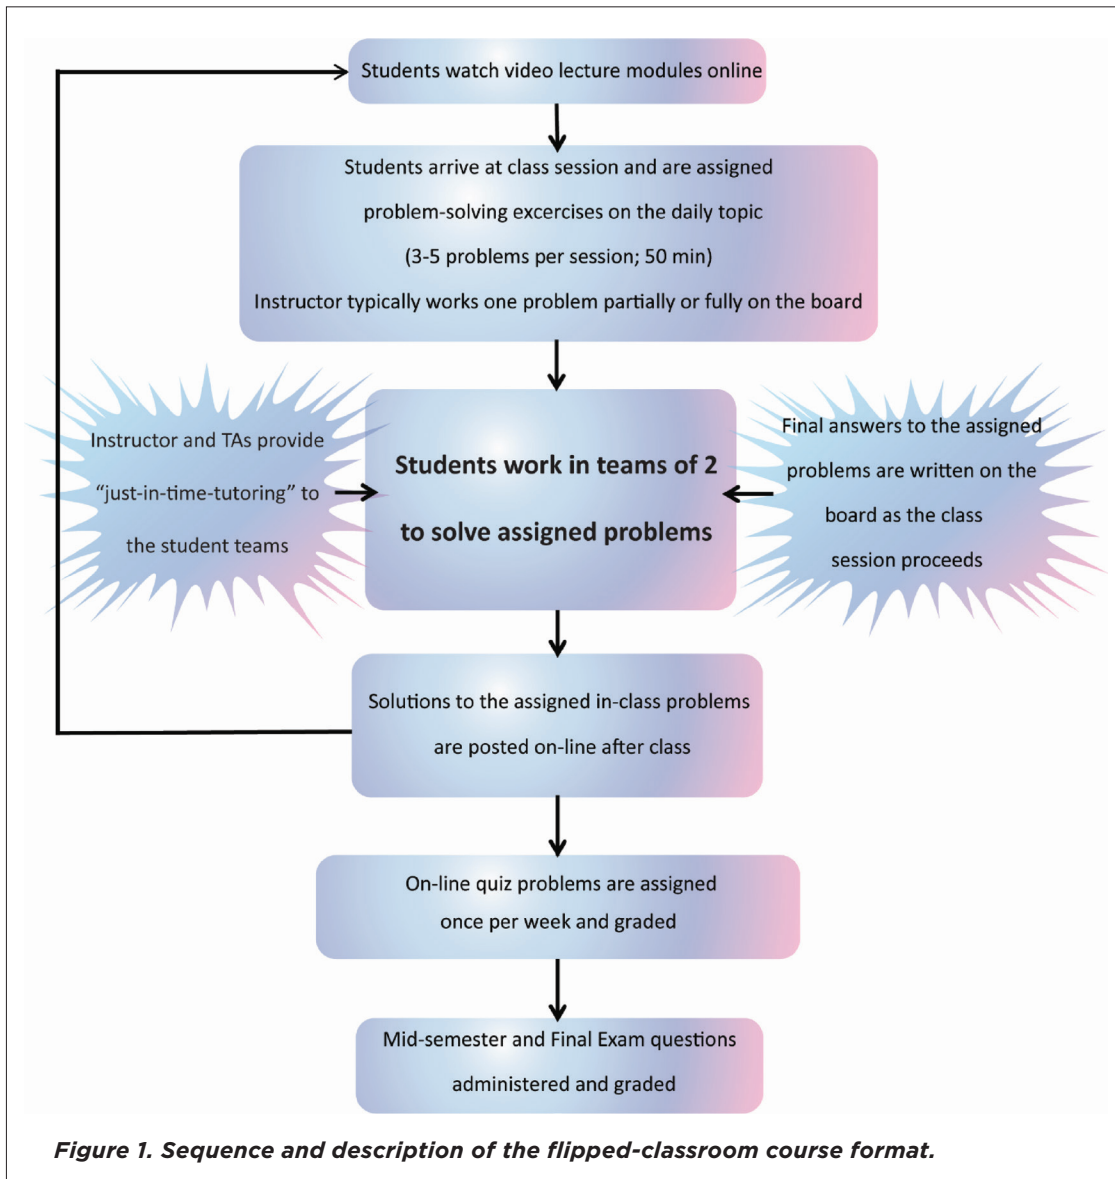 Students watch video lecture modules online
Students arrive at class session and are assigned
problem-solving excercises on the daily topic
(3-5 problems per session; 50 min)
Instructor typically works one problem partially or fully on the board
Instructor and TAs provide
“just-in-time-tutoring” to
the student teams
Students work in teams of 2
to solve assigned problems
Final answers to the assigned
problems are written on the
board as the class
session proceeds
Solutions to the assigned in-class problems
are posted on-line after class
On-line quiz problems are assigned
once per week and graded
Mid-semester and Final Exam questions
administered and graded
Figure 1. Sequence and description of the flipped-classroom course format.